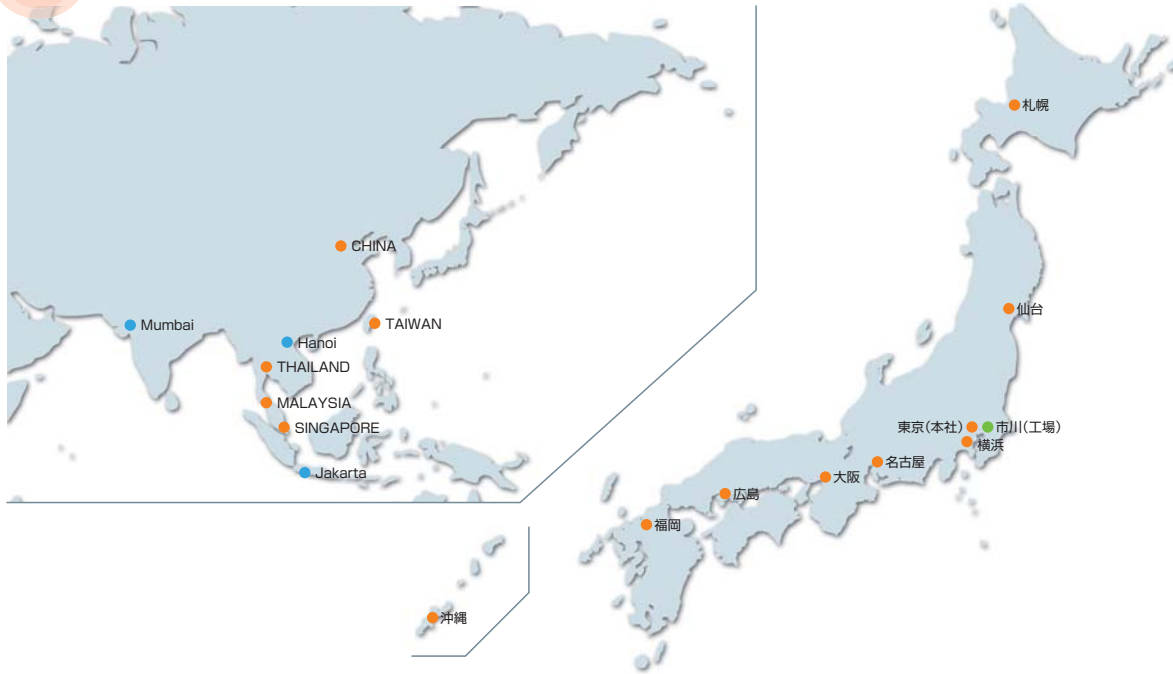 CHINA
TAIWAN
Mumbai
Hanoi
THAILAND
MALAYSIA
SINGAPORE
Jakarta
札幌
仙台
東京(本社)
市川(工場)
横浜
名古屋
大阪
広島
福岡
沖縄